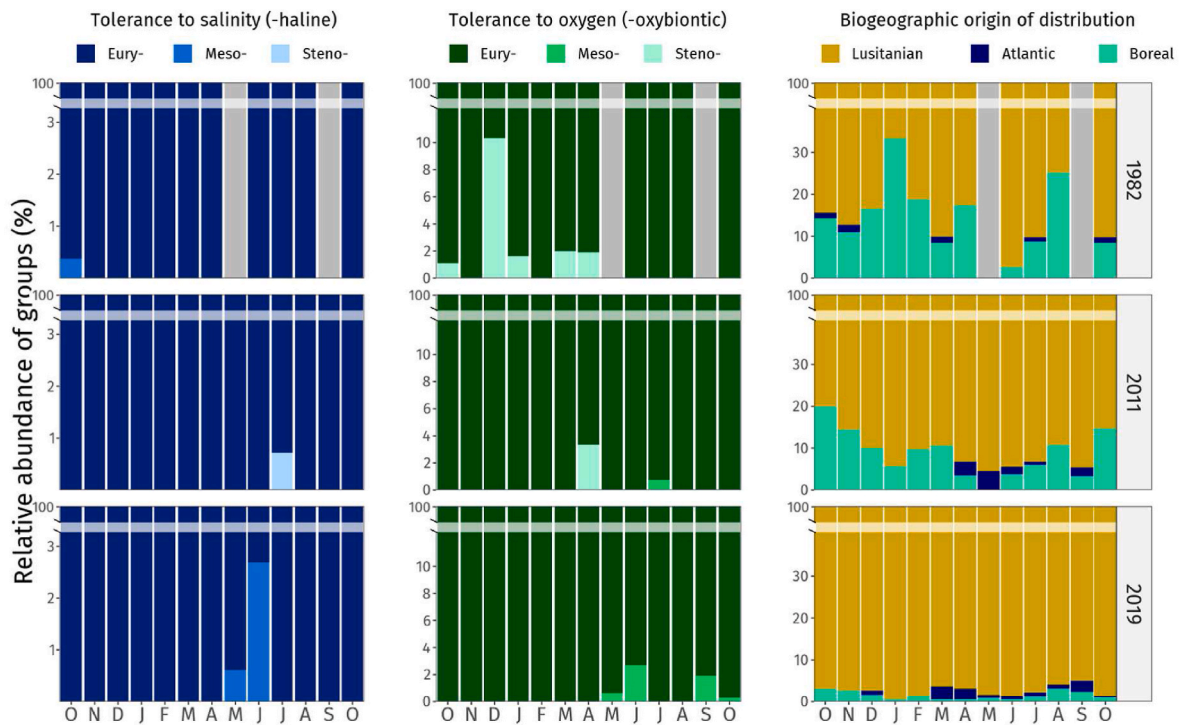 Tolerance to salinity (-haline) Tolerance to oxygen (-oxybiontic) Biogeographic origin of distribution
Eury- Meso- Steno- Eury- Meso- Steno- Lusitanian Atlantic Boreal
Relative abundance of groups (%)
100 100 100
3 10 30
2 8 20
1 6 10
4 0
2
0
1982
100 100 100
3 10 30
2 8 20
1 6 10
4 0
2
0
2011
100 100 100
3 10 30
2 8 20
1 6 10
4 0
2
0
2019
O N D J F M A M J J A S O O N D J F M A M J J A S O O N D J F M A M J J A S O